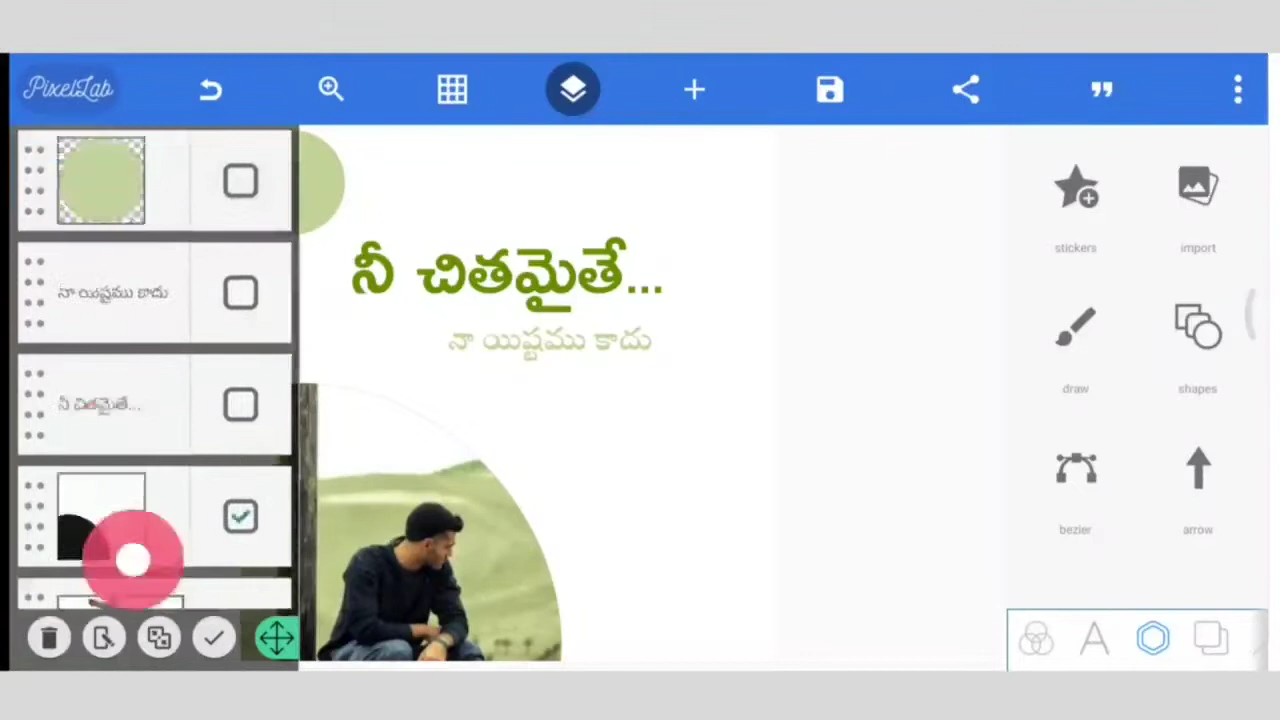 PixelLab
నా యిష్టము కాదు
నీ చితమైతే...
నీ చితమైతే...
నా యిష్టము కాదు
stickers
import
draw
shapes
bezier
arrow